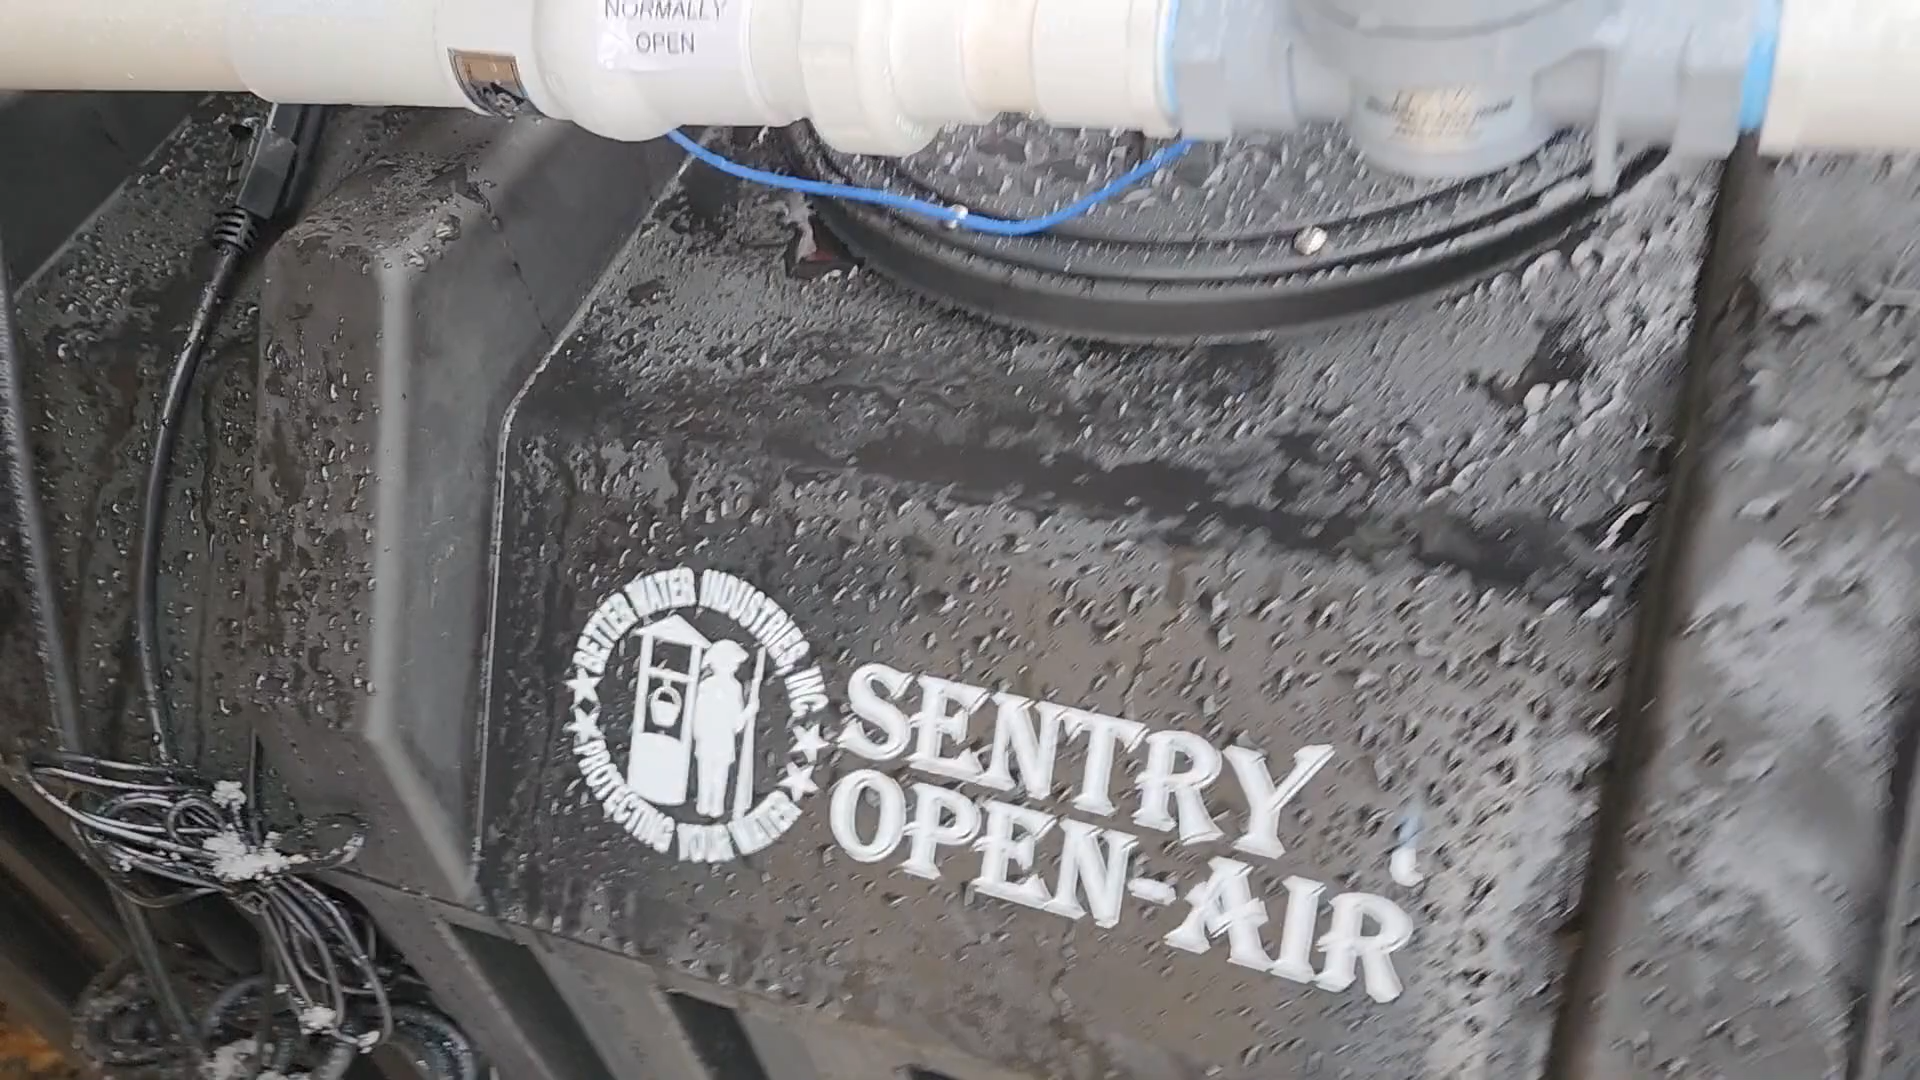 NORMALLY
OPEN
BETTER WATER INDUSTRIES, INC.
PROTECTING YOUR WATER
SENTRY
OPEN-AIR